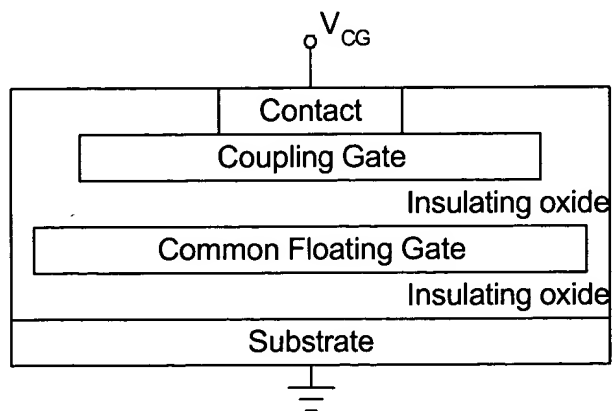 V_CG
Contact
Coupling Gate
Insulating oxide
Common Floating Gate
Insulating oxide
Substrate